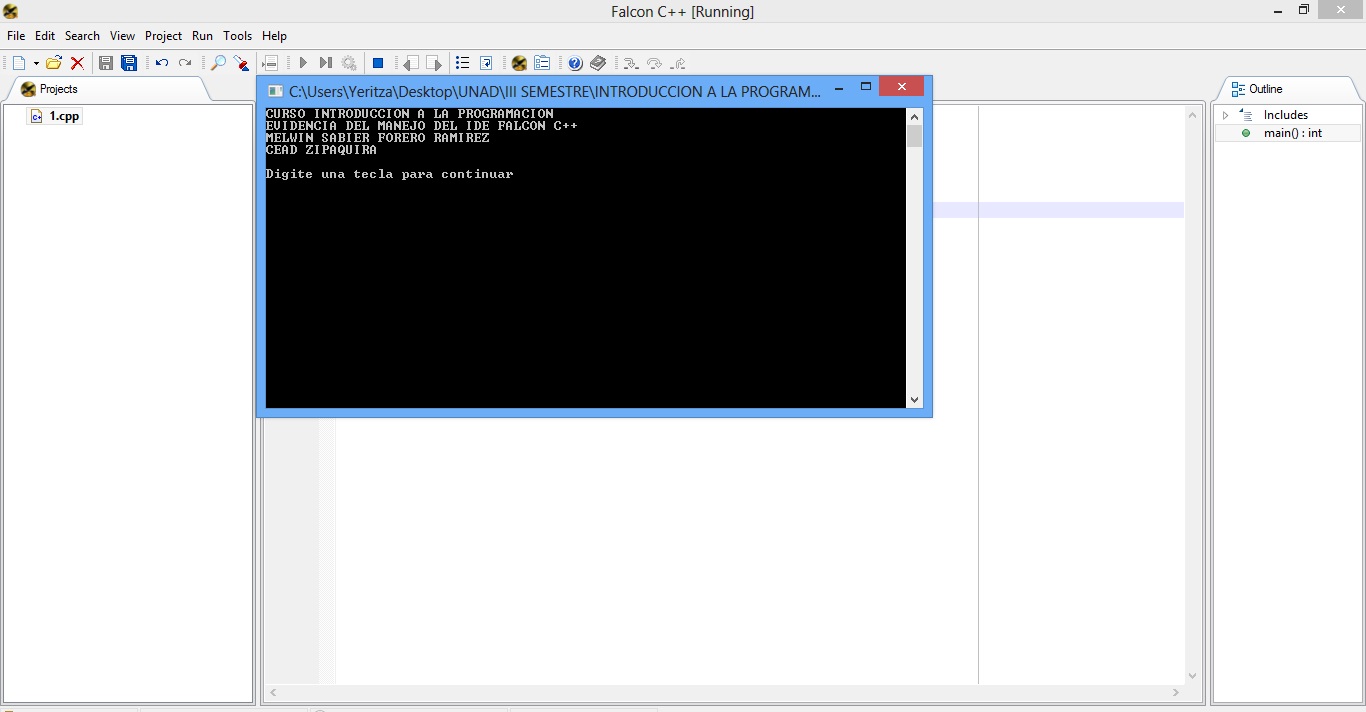 Falcon C++ [Running]
File Edit Search View Project Run Tools Help
Projects
1.cpp
C:\Users\Yeritza\Desktop\UNAD\III SEMESTRE\INTRODUCCION A LA PROGRAM...
CURSO INTRODUCCION A LA PROGRAMACION
EVIDENCIA DEL MANEJO DEL IDE FALCON C++
MELWIN SABIER FORERO RAMIREZ
CEAD ZIPAQUIRA
Digite una tecla para continuar
Outline
Includes
main() : int